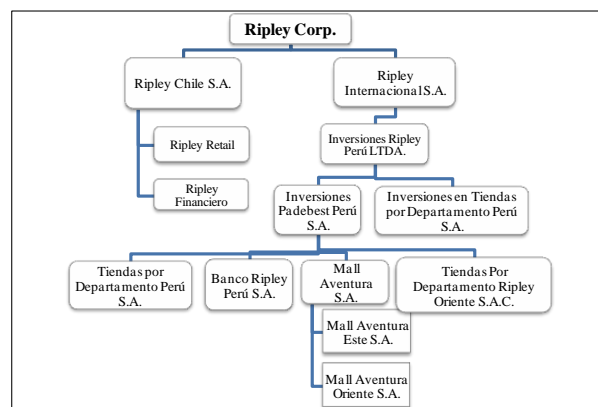 Ripley Corp.
Ripley Chile S.A.
Ripley
Internacional S.A.
Ripley Retail
Inversiones Ripley
Perú LTDA.
Ripley
Financiero
Inversiones
Padebest Perú
S.A.
Inversiones en Tiendas
por Departamento Perú
S.A.
Tiendas por
Departamento Perú
S.A.
Banco Ripley
Perú S.A.
Mall
Aventura
S.A.
Tiendas Por
Departamento Ripley
Oriente S.A.C.
Mall Aventura
Este S.A.
Mall Aventura
Oriente S.A.